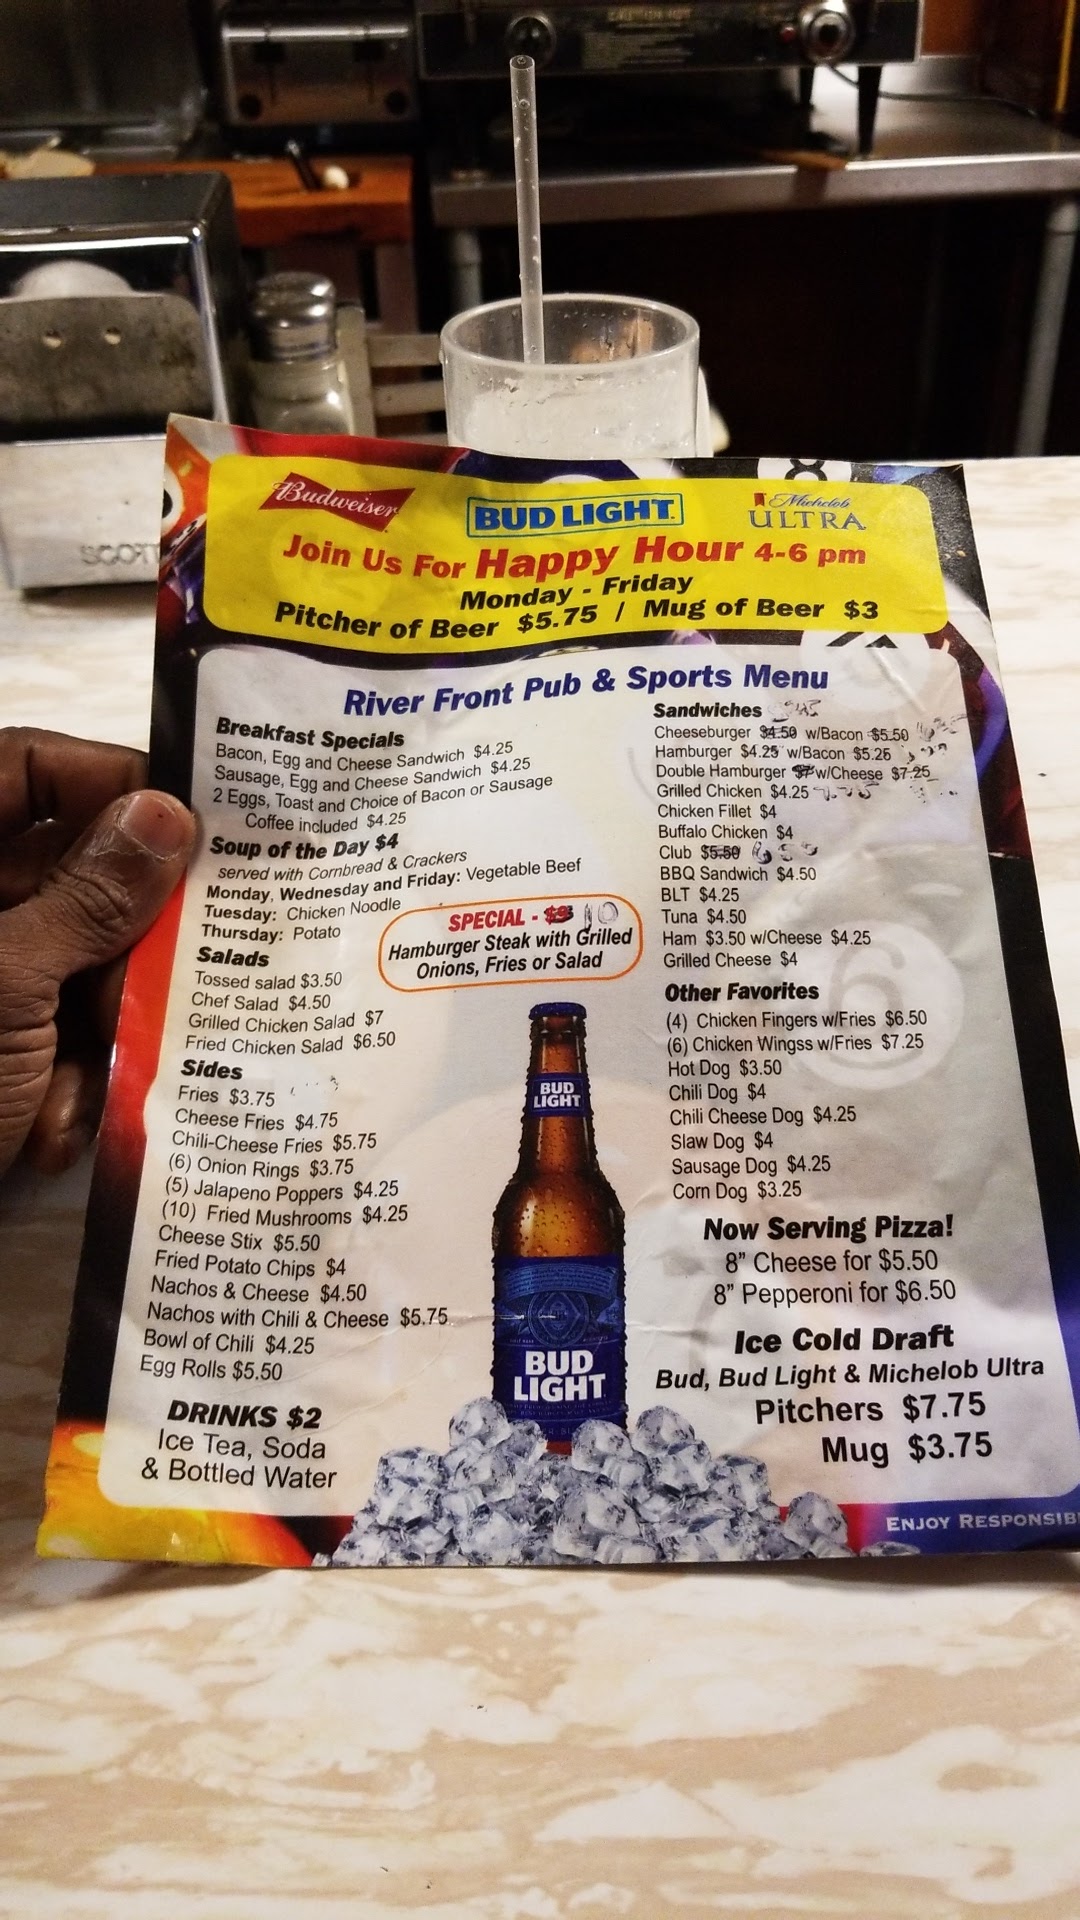 CAUTION HOT
SCOTT
8
Budweiser
BUD LIGHT
Michelob
ULTRA
Join Us For Happy Hour 4-6 pm
Monday - Friday
Pitcher of Beer $5.75 / Mug of Beer $3
River Front Pub & Sports Menu
Breakfast Specials
Bacon, Egg and Cheese Sandwich $4.25
Sausage, Egg and Cheese Sandwich $4.25
2 Eggs, Toast and Choice of Bacon or Sausage
Coffee included $4.25
Soup of the Day $4
served with Cornbread & Crackers
Monday, Wednesday and Friday: Vegetable Beef
Tuesday: Chicken Noodle
Thursday: Potato
SPECIAL - $9 10
Hamburger Steak with Grilled
Onions, Fries or Salad
Salads
Tossed salad $3.50
Chef Salad $4.50
Grilled Chicken Salad $7
Fried Chicken Salad $6.50
Sides
Fries $3.75
Cheese Fries $4.75
Chili-Cheese Fries $5.75
(6) Onion Rings $3.75
(5) Jalapeno Poppers $4.25
(10) Fried Mushrooms $4.25
Cheese Stix $5.50
Fried Potato Chips $4
Nachos & Cheese $4.50
Nachos with Chili & Cheese $5.75
Bowl of Chili $4.25
Egg Rolls $5.50
DRINKS $2
Ice Tea, Soda
& Bottled Water
Sandwiches
Cheeseburger $4.50 w/Bacon $5.50
Hamburger $4.25 w/Bacon $5.25
Double Hamburger $7 w/Cheese $7.25
Grilled Chicken $4.25
Chicken Fillet $4
Buffalo Chicken $4
Club $5.50
BBQ Sandwich $4.50
BLT $4.25
Tuna $4.50
Ham $3.50 w/Cheese $4.25
Grilled Cheese $4
6
Other Favorites
(4) Chicken Fingers w/Fries $6.50
(6) Chicken Wingss w/Fries $7.25
Hot Dog $3.50
Chili Dog $4
Chili Cheese Dog $4.25
Slaw Dog $4
Sausage Dog $4.25
Corn Dog $3.25
Now Serving Pizza!
8" Cheese for $5.50
8" Pepperoni for $6.50
Ice Cold Draft
Bud, Bud Light & Michelob Ultra
Pitchers $7.75
Mug $3.75
BUD
LIGHT
BUD
LIGHT
ENJOY RESPONSIB